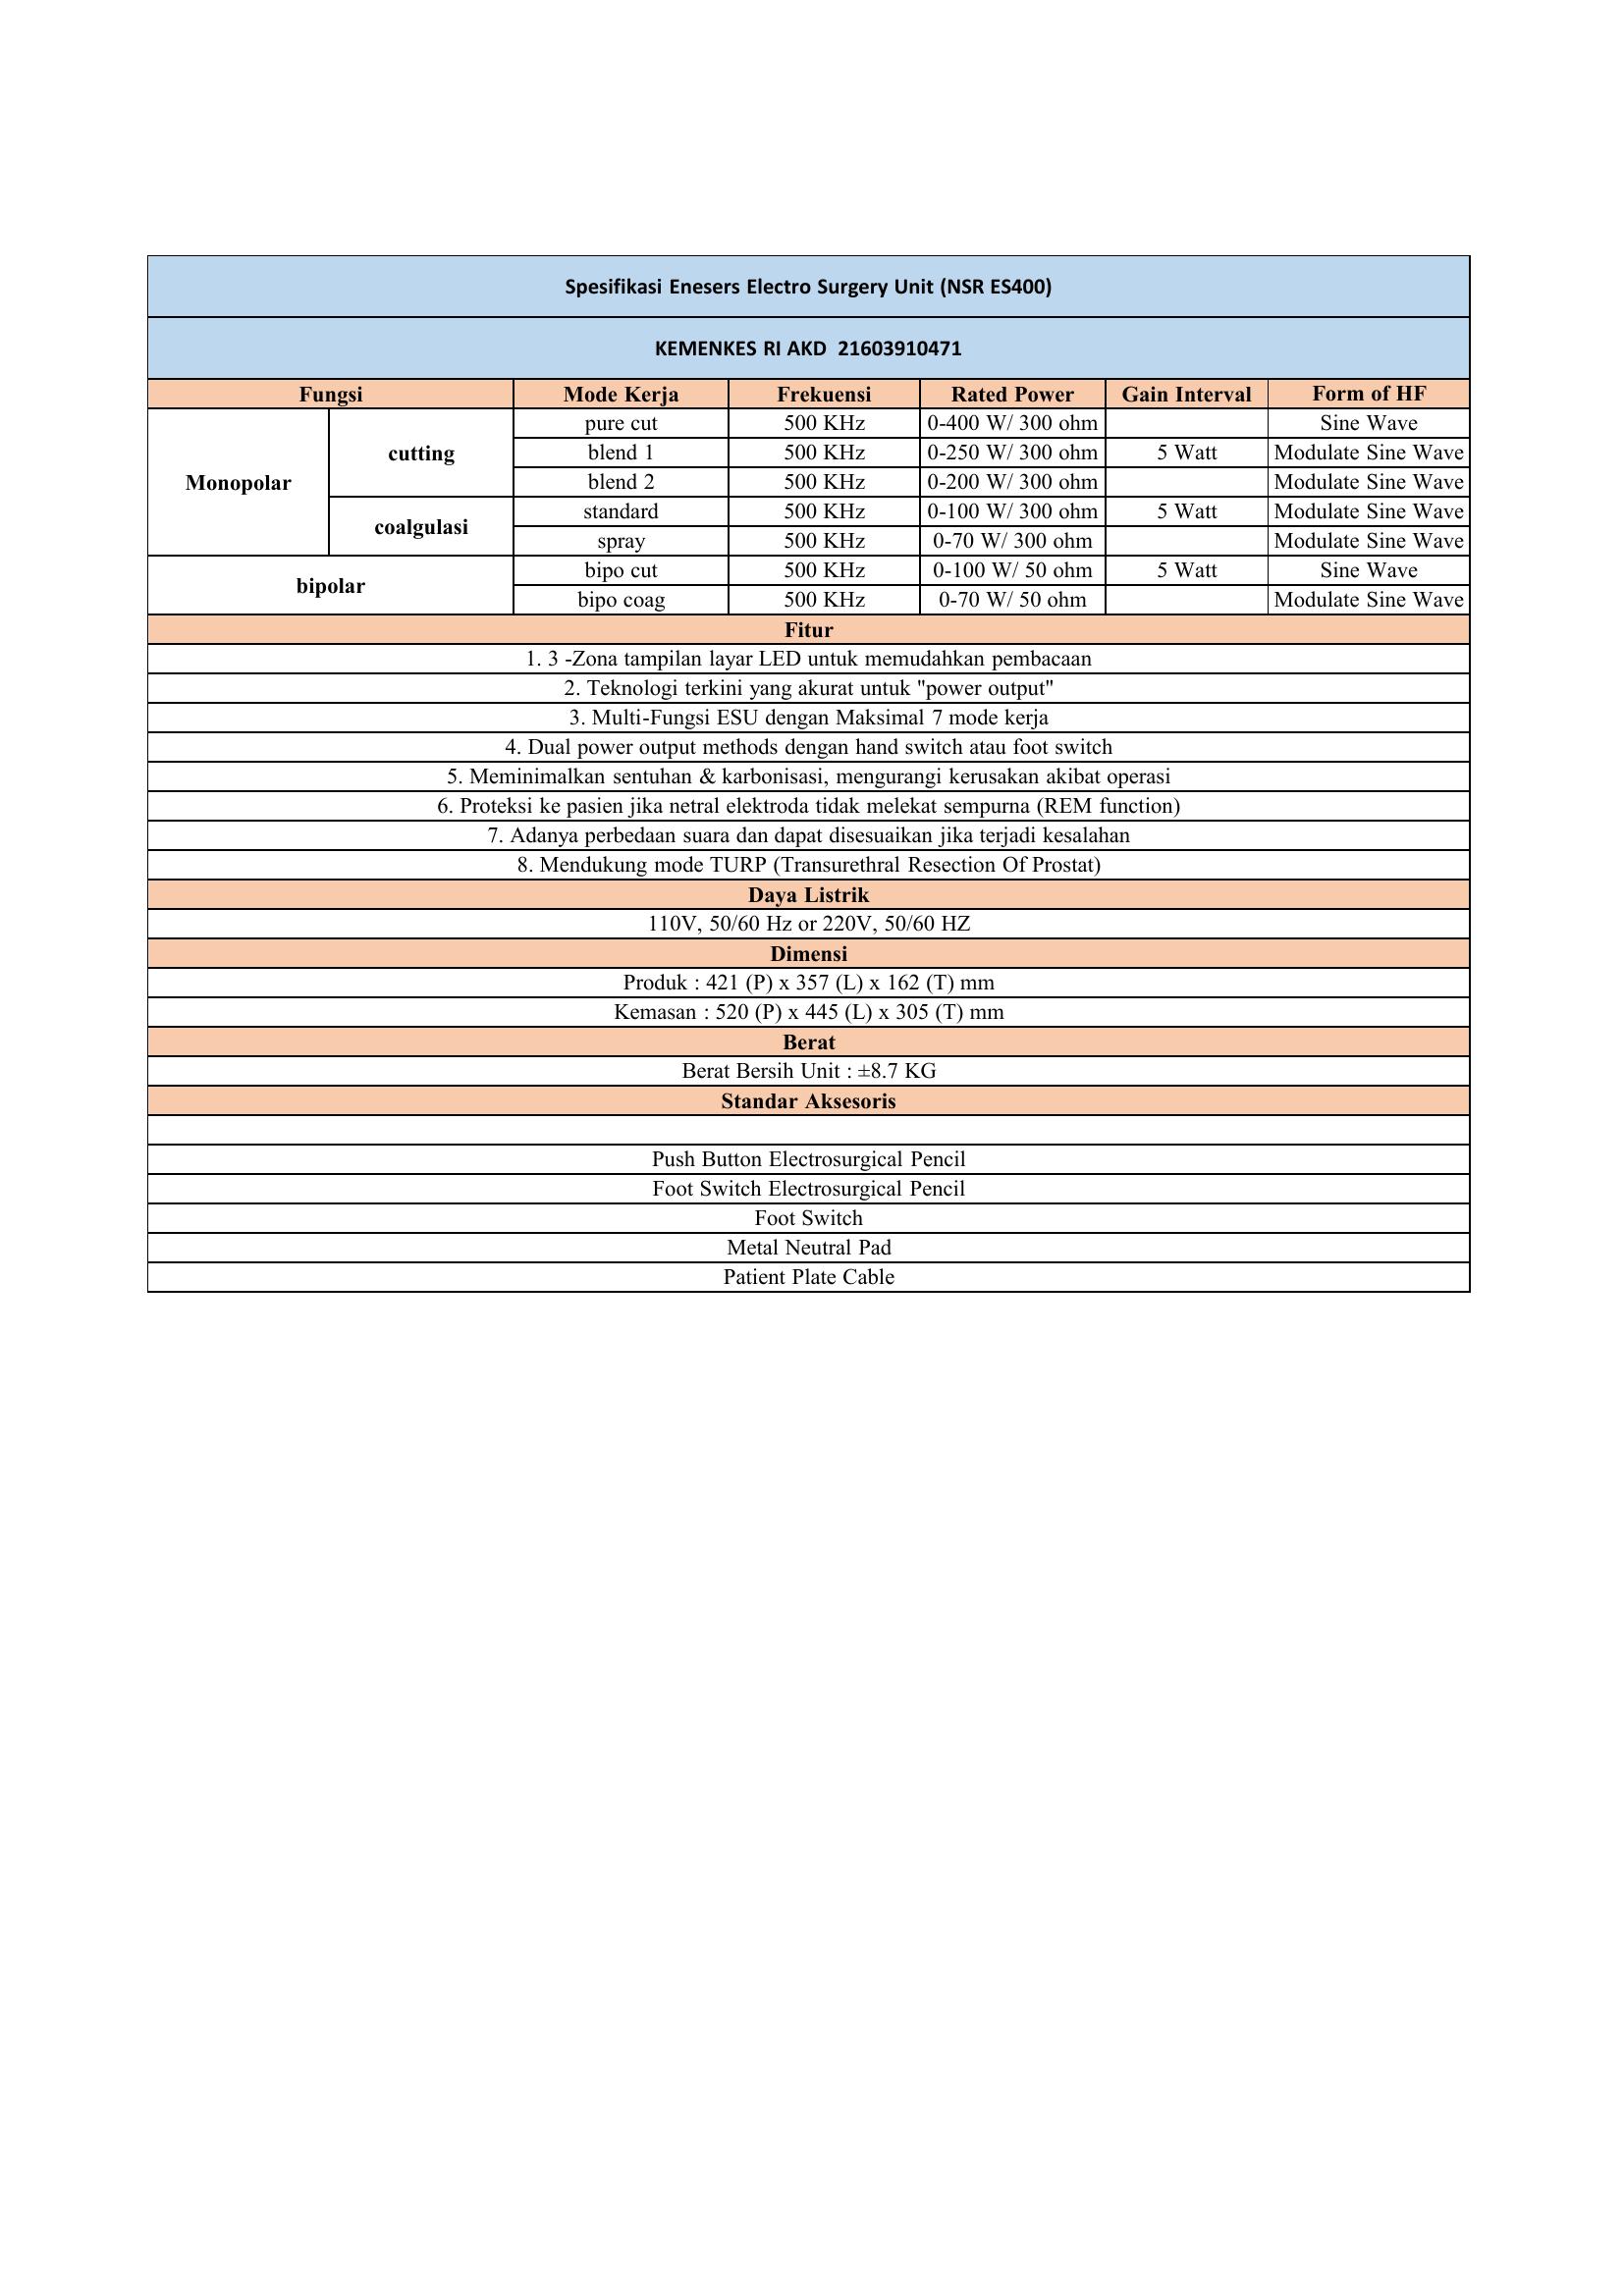 Spesifikasi Enesers Electro Surgery Unit (NSR ES400)
KEMENKES RI AKD 21603910471
Fungsi Mode Kerja Frekuensi Rated Power Gain Interval Form of HF
Monopolar cutting pure cut 500 KHz 0-400 W/ 300 ohm Sine Wave
blend 1 500 KHz 0-250 W/ 300 ohm 5 Watt Modulate Sine Wave
blend 2 500 KHz 0-200 W/ 300 ohm Modulate Sine Wave
coalgulasi standard 500 KHz 0-100 W/ 300 ohm 5 Watt Modulate Sine Wave
spray 500 KHz 0-70 W/ 300 ohm Modulate Sine Wave
bipolar bipo cut 500 KHz 0-100 W/ 50 ohm 5 Watt Sine Wave
bipo coag 500 KHz 0-70 W/ 50 ohm Modulate Sine Wave
Fitur
1. 3 -Zona tampilan layar LED untuk memudahkan pembacaan
2. Teknologi terkini yang akurat untuk "power output"
3. Multi-Fungsi ESU dengan Maksimal 7 mode kerja
4. Dual power output methods dengan hand switch atau foot switch
5. Meminimalkan sentuhan & karbonisasi, mengurangi kerusakan akibat operasi
6. Proteksi ke pasien jika netral elektroda tidak melekat sempurna (REM function)
7. Adanya perbedaan suara dan dapat disesuaikan jika terjadi kesalahan
8. Mendukung mode TURP (Transurethral Resection Of Prostat)
Daya Listrik
110V, 50/60 Hz or 220V, 50/60 HZ
Dimensi
Produk : 421 (P) x 357 (L) x 162 (T) mm
Kemasan : 520 (P) x 445 (L) x 305 (T) mm
Berat
Berat Bersih Unit : ±8.7 KG
Standar Aksesoris
Push Button Electrosurgical Pencil
Foot Switch Electrosurgical Pencil
Foot Switch
Metal Neutral Pad
Patient Plate Cable